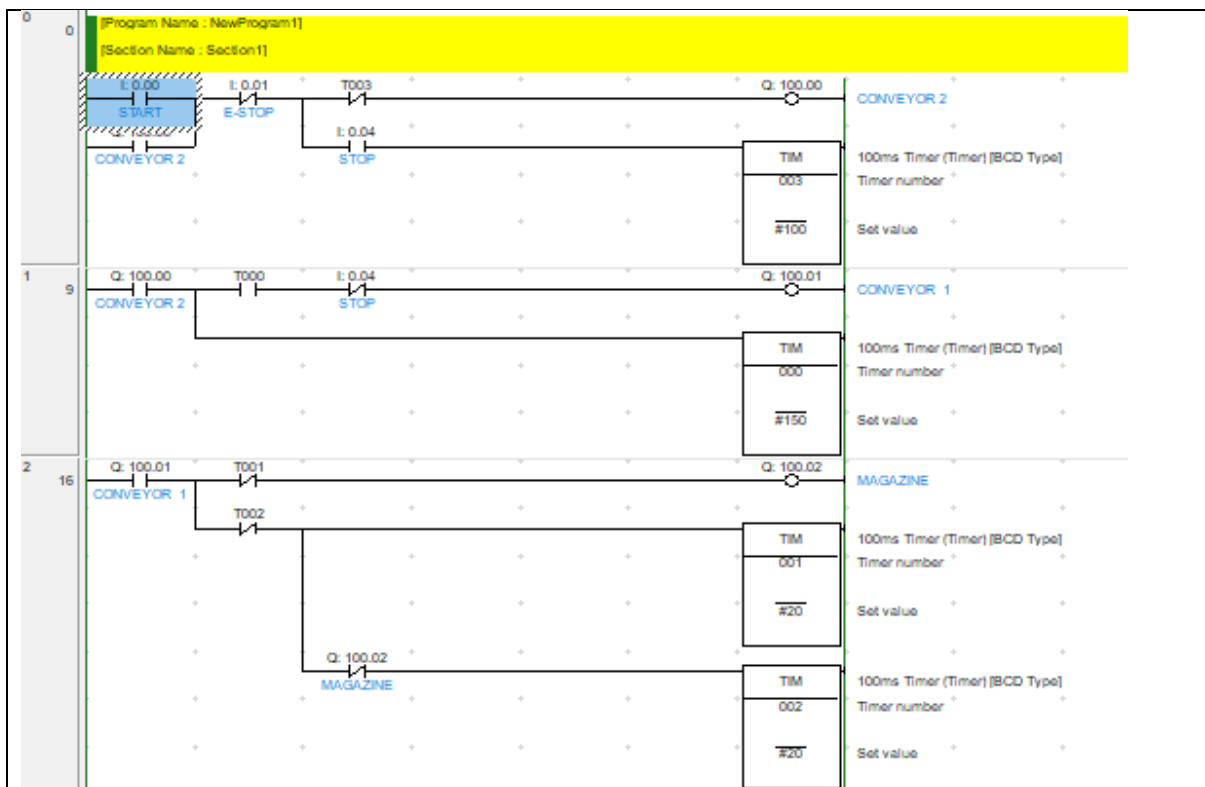 0
0 [Program Name : NewProgram1]
[Section Name : Section1]
I: 0.00 I: 0.01 T003 Q: 100.00
START E-STOP CONVEYOR 2
I: 0.04
CONVEYOR 2 STOP TIM 100ms Timer (Timer) [BCD Type]
003 Timer number
#100 Set value
1 Q: 100.00 T000 I: 0.04 Q: 100.01
9 CONVEYOR 2 STOP CONVEYOR 1
TIM 100ms Timer (Timer) [BCD Type]
000 Timer number
#150 Set value
2 Q: 100.01 T001 Q: 100.02
16 CONVEYOR 1 MAGAZINE
T002
TIM 100ms Timer (Timer) [BCD Type]
001 Timer number
#20 Set value
Q: 100.02
MAGAZINE TIM 100ms Timer (Timer) [BCD Type]
002 Timer number
#20 Set value